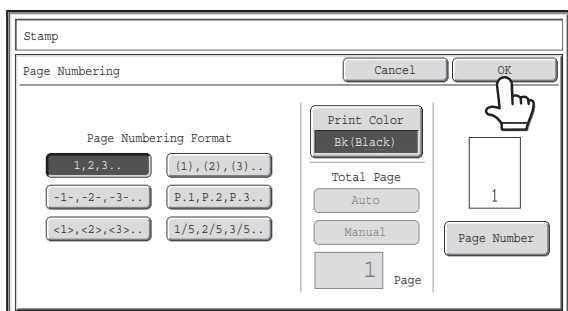 Stamp
Page Numbering
Cancel
OK
Page Numbering Format
1,2,3..
(1),(2),(3)..
-1-,-2-,-3-..
P.1,P.2,P.3..
<1>,<2>,<3>..
1/5,2/5,3/5..
Print Color
Bk(Black)
Total Page
Auto
Manual
1
Page
1
Page Number